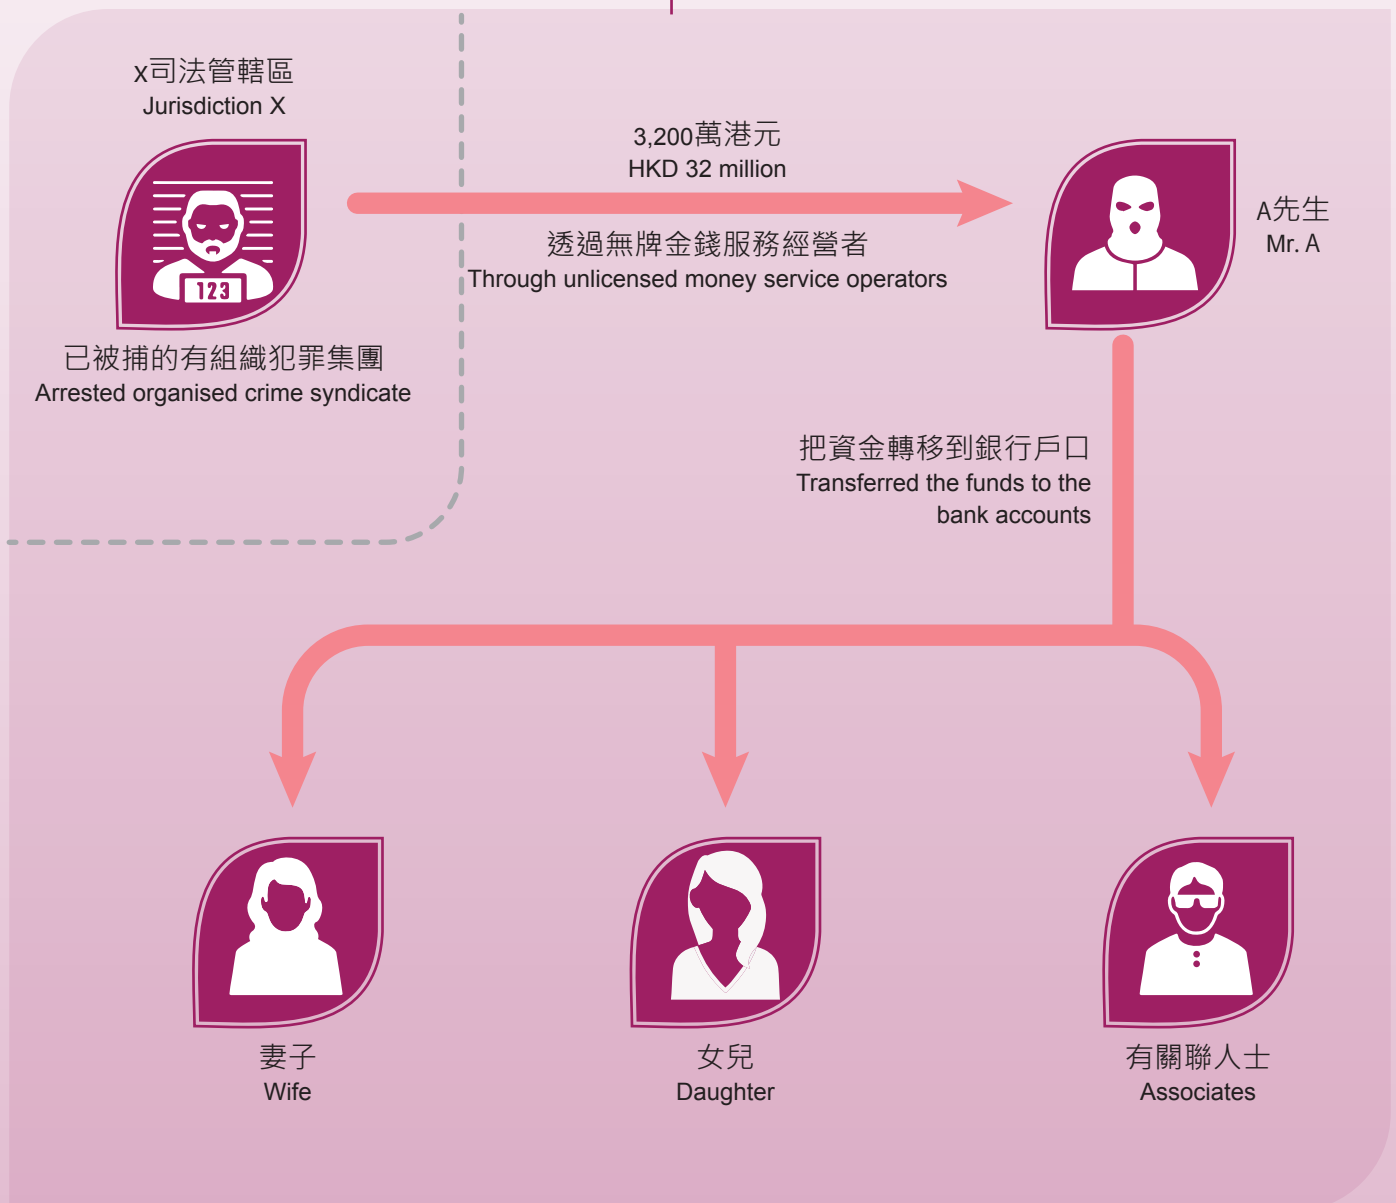 x司法管轄區
Jurisdiction X
123
已被捕的有組織犯罪集團
Arrested organised crime syndicate
3,200萬港元
HKD 32 million
透過無牌金錢服務經營者
Through unlicensed money service operators
A先生
Mr. A
把資金轉移到銀行戶口
Transferred the funds to the
bank accounts
妻子
Wife
女兒
Daughter
有關聯人士
Associates